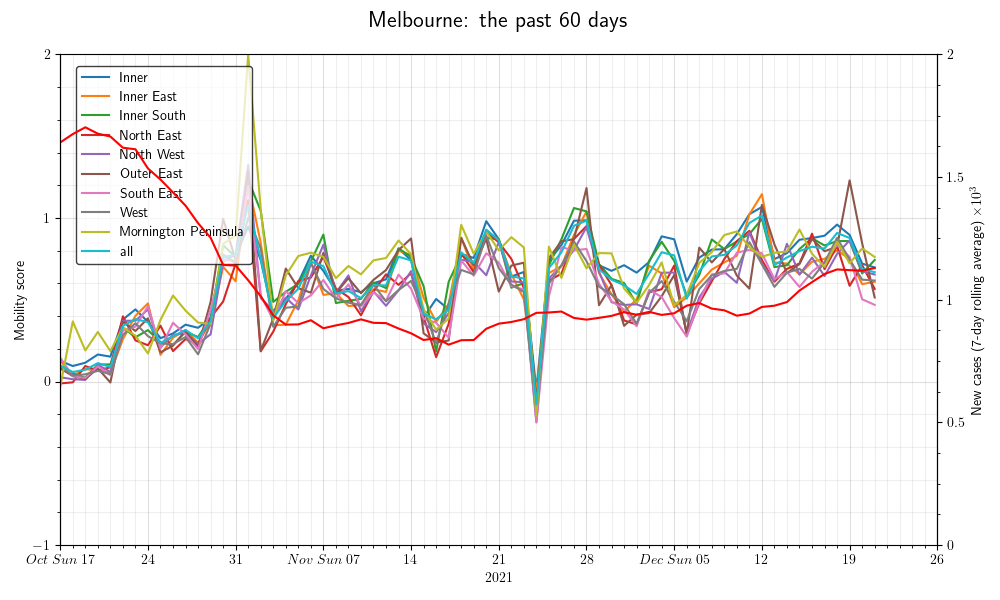 Melbourne: the past 60 days
2
1
0
−1
Mobility score
Inner
Inner East
Inner South
North East
North West
Outer East
South East
West
Mornington Peninsula
all
2
1.5
1
0.5
0
New cases (7-day rolling average) ×10³
Oct Sun 17 24 31 Nov Sun 07 14 21 28 Dec Sun 05 12 19 26
2021